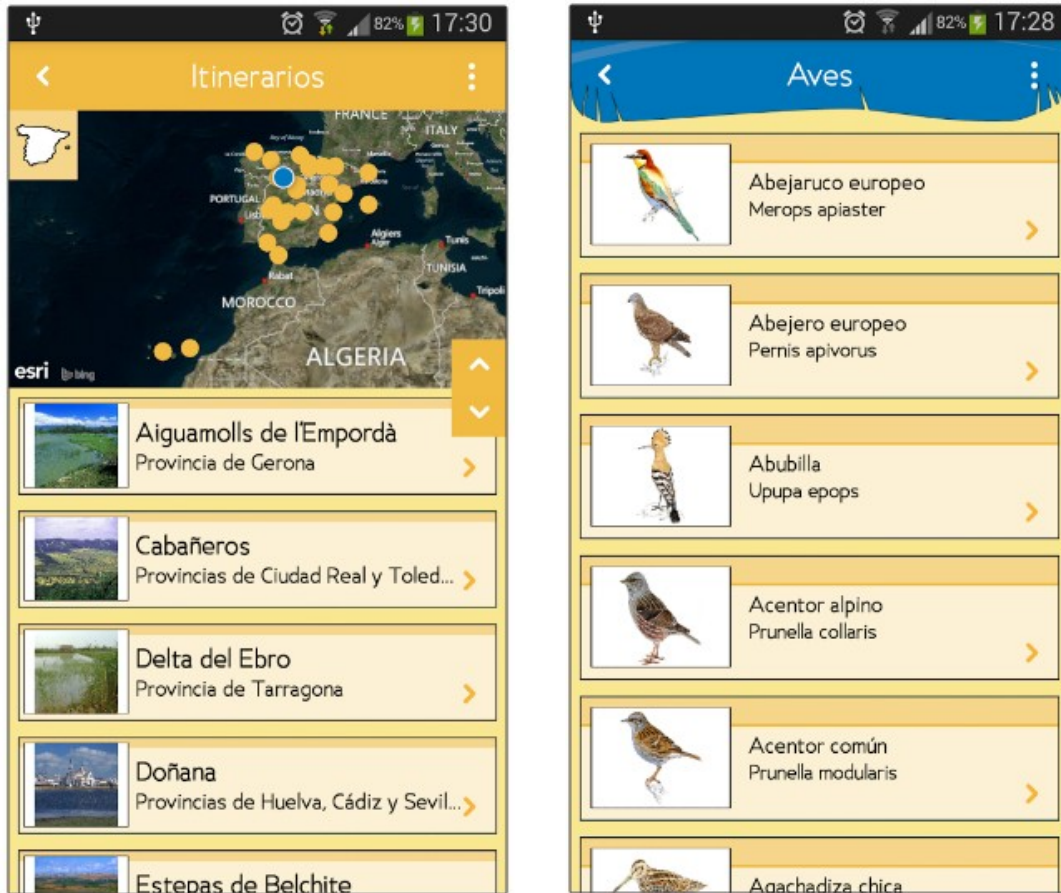 82% 17:30
Itinerarios
FRANCE
ITALY
PORTUGAL
Algiers
Alger
Tunis
TUNISIA
Rabat
Tripoli
MOROCCO
ALGERIA
esri bing
Aiguamolls de l'Empordà
Provincia de Gerona
Cabañeros
Provincias de Ciudad Real y Toled...
Delta del Ebro
Provincia de Tarragona
Doñana
Provincias de Huelva, Cádiz y Sevil...
Estepas de Belchite
82% 17:28
Aves
Abejaruco europeo
Merops apiaster
Abejero europeo
Pernis apivorus
Abubilla
Upupa epops
Acentor alpino
Prunella collaris
Acentor común
Prunella modularis
Agachadiza chica